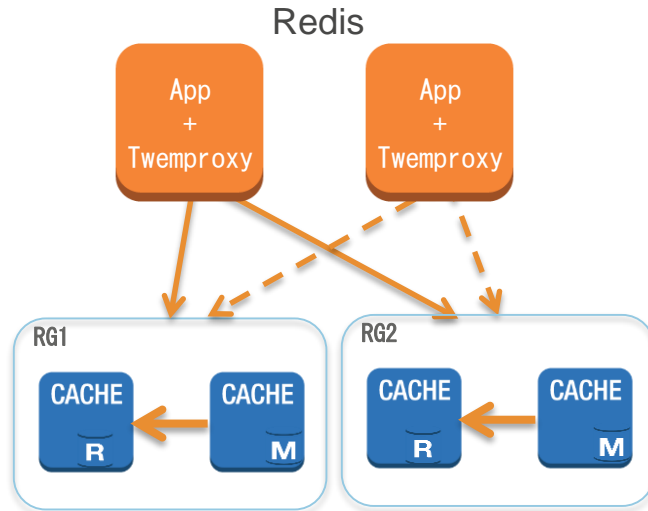 Redis
App
+
Twemproxy
App
+
Twemproxy
RG1
CACHE
R
CACHE
M
RG2
CACHE
R
CACHE
M